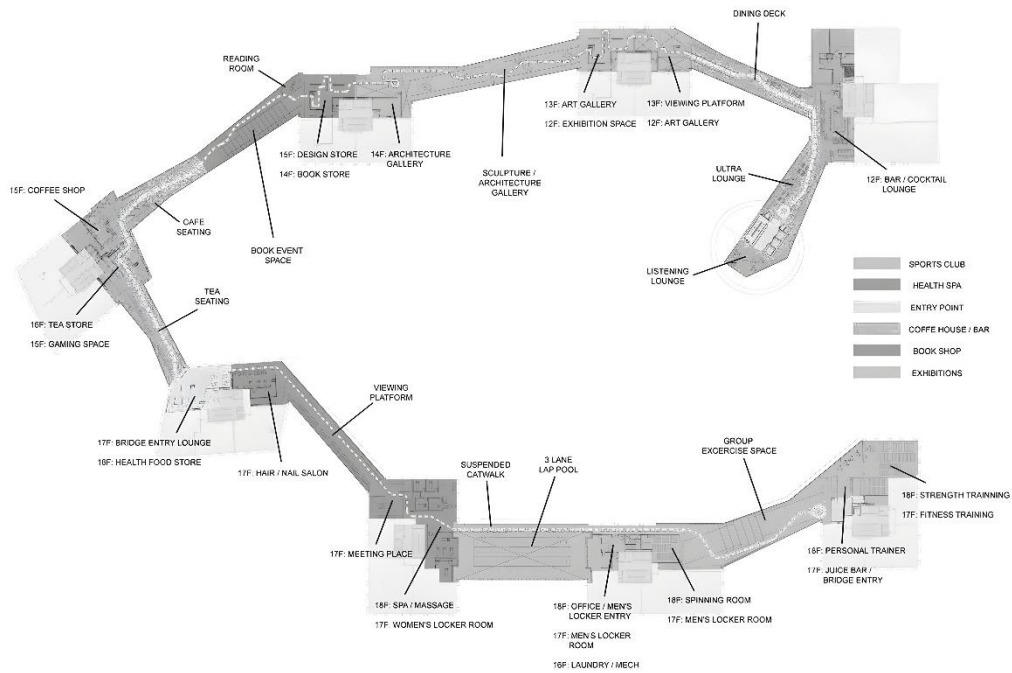 DINING DECK
READING
ROOM
13F: ART GALLERY
12F: EXHIBITION SPACE
13F: VIEWING PLATFORM
12F: ART GALLERY
15F: DESIGN STORE
14F: BOOK STORE
14F: ARCHITECTURE
GALLERY
SCULPTURE /
ARCHITECTURE
GALLERY
ULTRA
LOUNGE
12F: BAR / COCKTAIL
LOUNGE
15F: COFFEE SHOP
CAFE
SEATING
BOOK EVENT
SPACE
LISTENING
LOUNGE
SPORTS CLUB
HEALTH SPA
ENTRY POINT
COFFE HOUSE / BAR
BOOK SHOP
EXHIBITIONS
TEA
SEATING
16F: TEA STORE
15F: GAMING SPACE
VIEWING
PLATFORM
17F: BRIDGE ENTRY LOUNGE
16F: HEALTH FOOD STORE
17F: HAIR / NAIL SALON
SUSPENDED
CATWALK
3 LANE
LAP POOL
GROUP
EXCERCISE SPACE
18F: STRENGTH TRAINNING
17F: FITNESS TRAINING
17F: MEETING PLACE
18F: PERSONAL TRAINER
17F: JUICE BAR /
BRIDGE ENTRY
18F: SPA / MASSAGE
17F: WOMEN'S LOCKER ROOM
18F: OFFICE / MEN'S
LOCKER ENTRY
17F: MEN'S LOCKER
ROOM
16F: LAUNDRY / MECH
18F: SPINNING ROOM
17F: MEN'S LOCKER ROOM